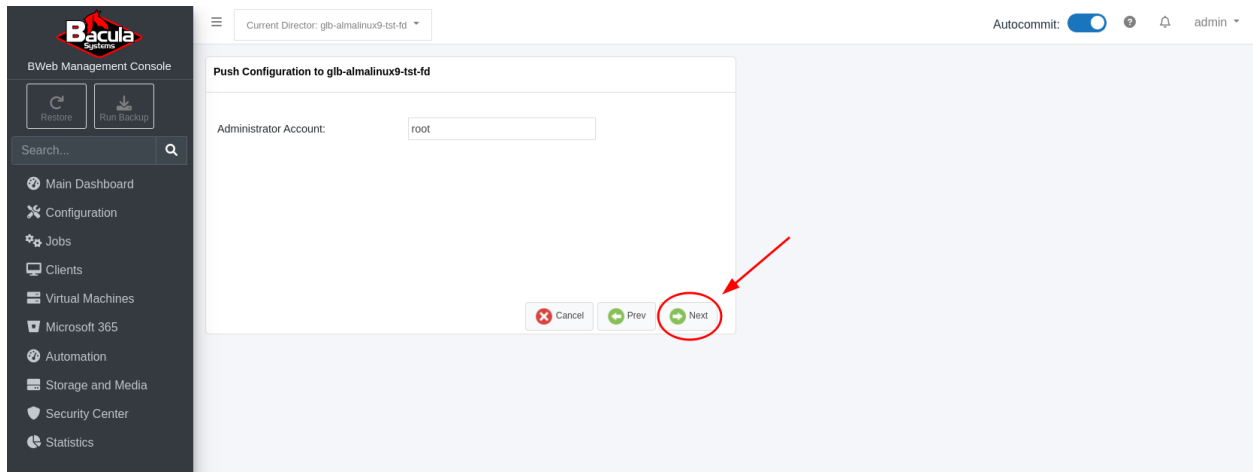 Bacula
Systems
BWeb Management Console
Restore
Run Backup
Search...
Main Dashboard
Configuration
Jobs
Clients
Virtual Machines
Microsoft 365
Automation
Storage and Media
Security Center
Statistics
Current Director: glb-almalinux9-tst-fd
Autocommit:
admin
Push Configuration to glb-almalinux9-tst-fd
Administrator Account: root
Cancel Prev Next